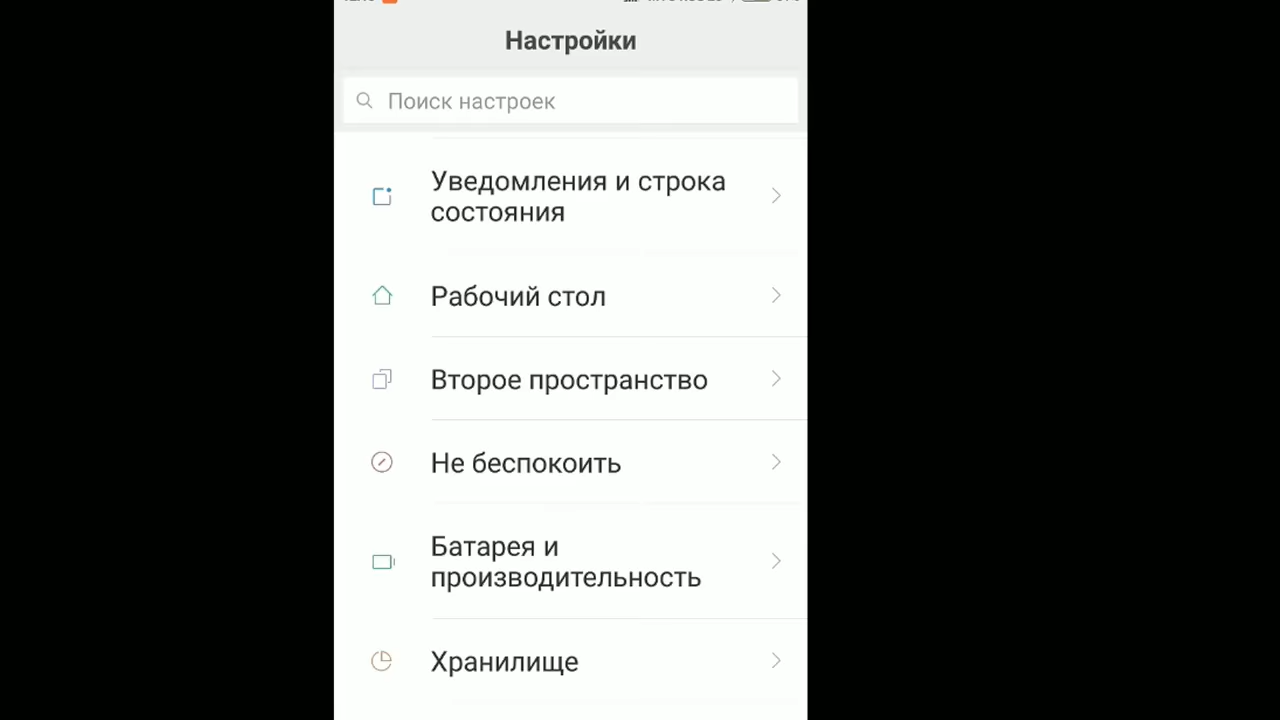 Настройки
Поиск настроек
Уведомления и строка
состояния
Рабочий стол
Второе пространство
Не беспокоить
Батарея и
производительность
Хранилище